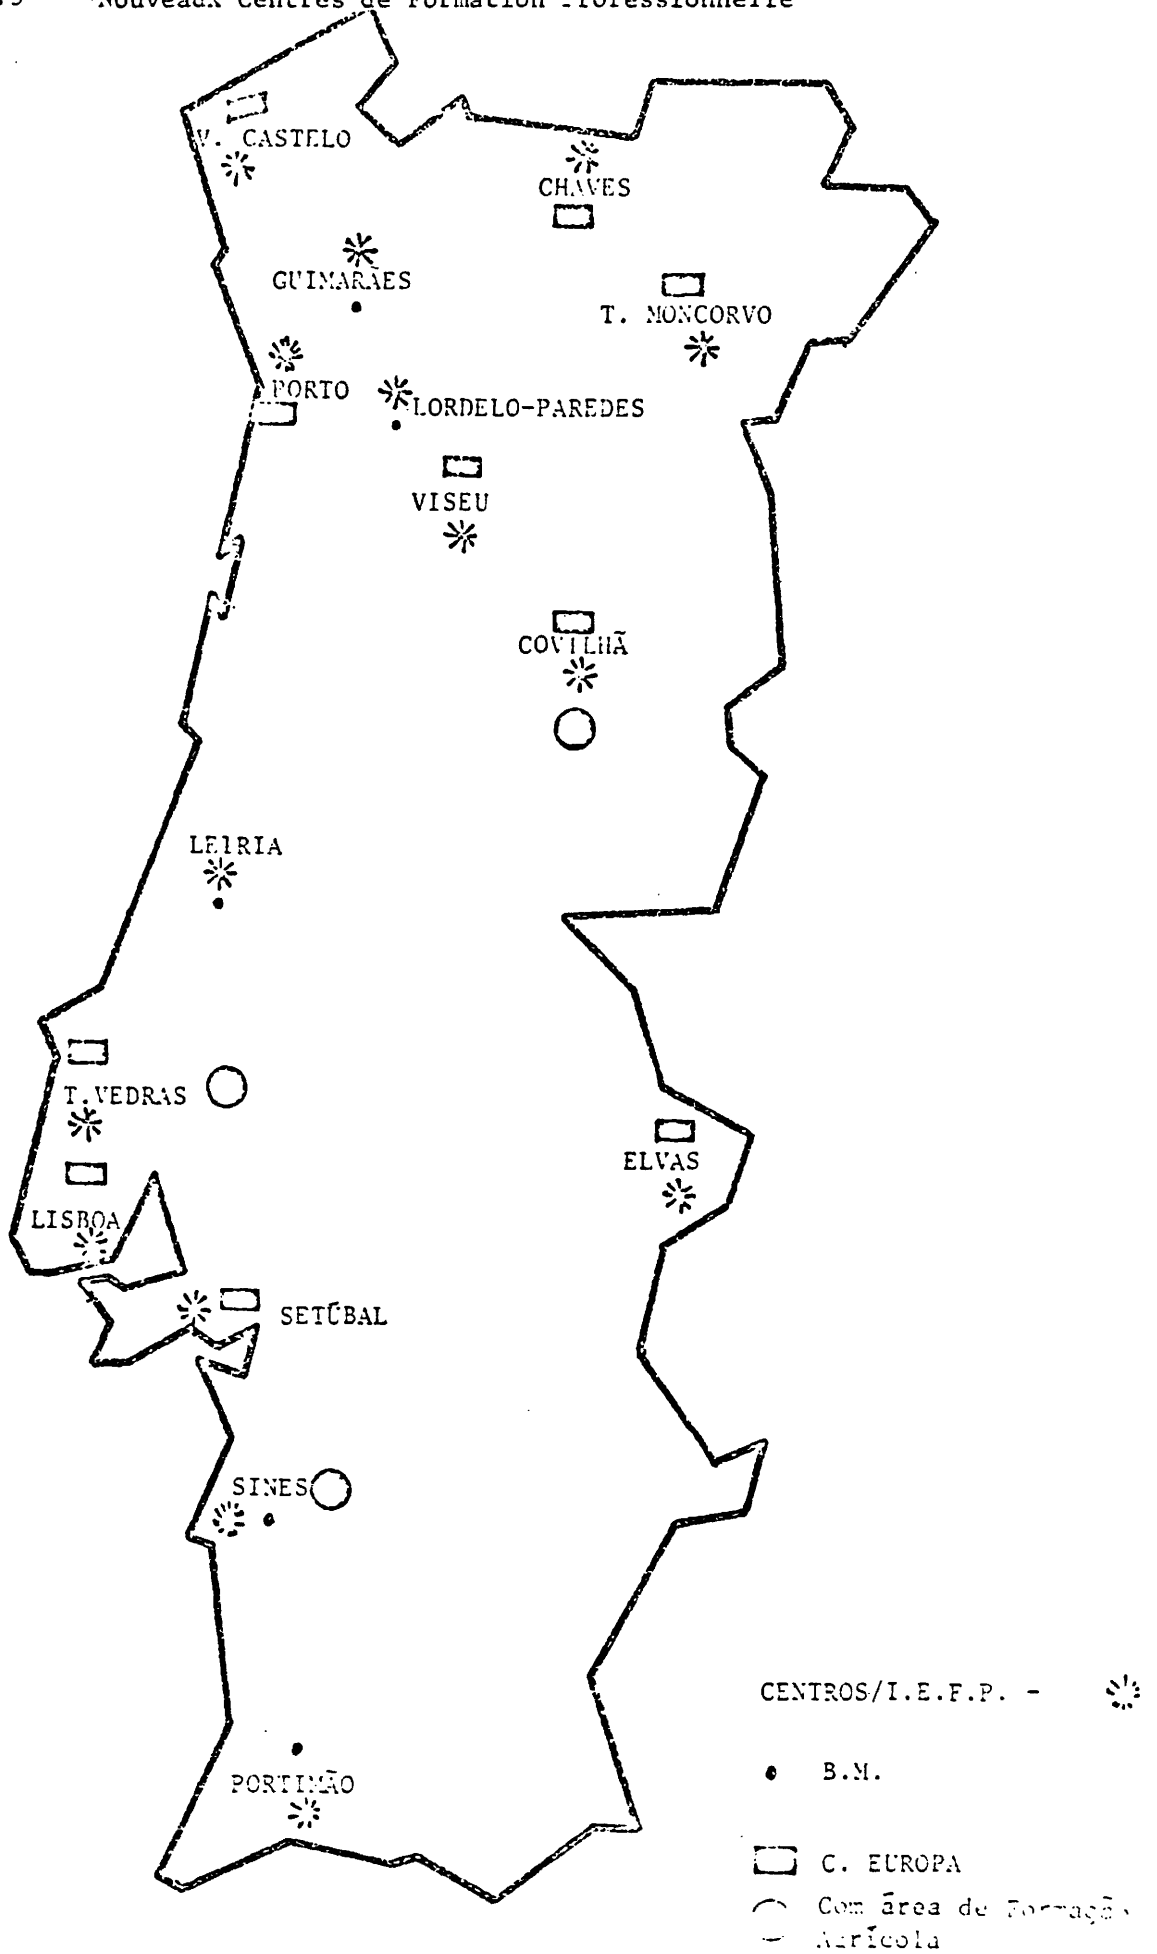 Nouveaux Centres de Formation Professionnelle
V. CASTELO
CHAVES
GUIMARÃES
T. MONCORVO
PORTO
LORDELO-PAREDES
VISEU
COVILHÃ
LEIRIA
T.VEDRAS
ELVAS
LISBOA
SETÚBAL
SINES
CENTROS/I.E.F.P. -
B.M.
PORTIMÃO
C. EUROPA
Com área de Formação
Agrícola